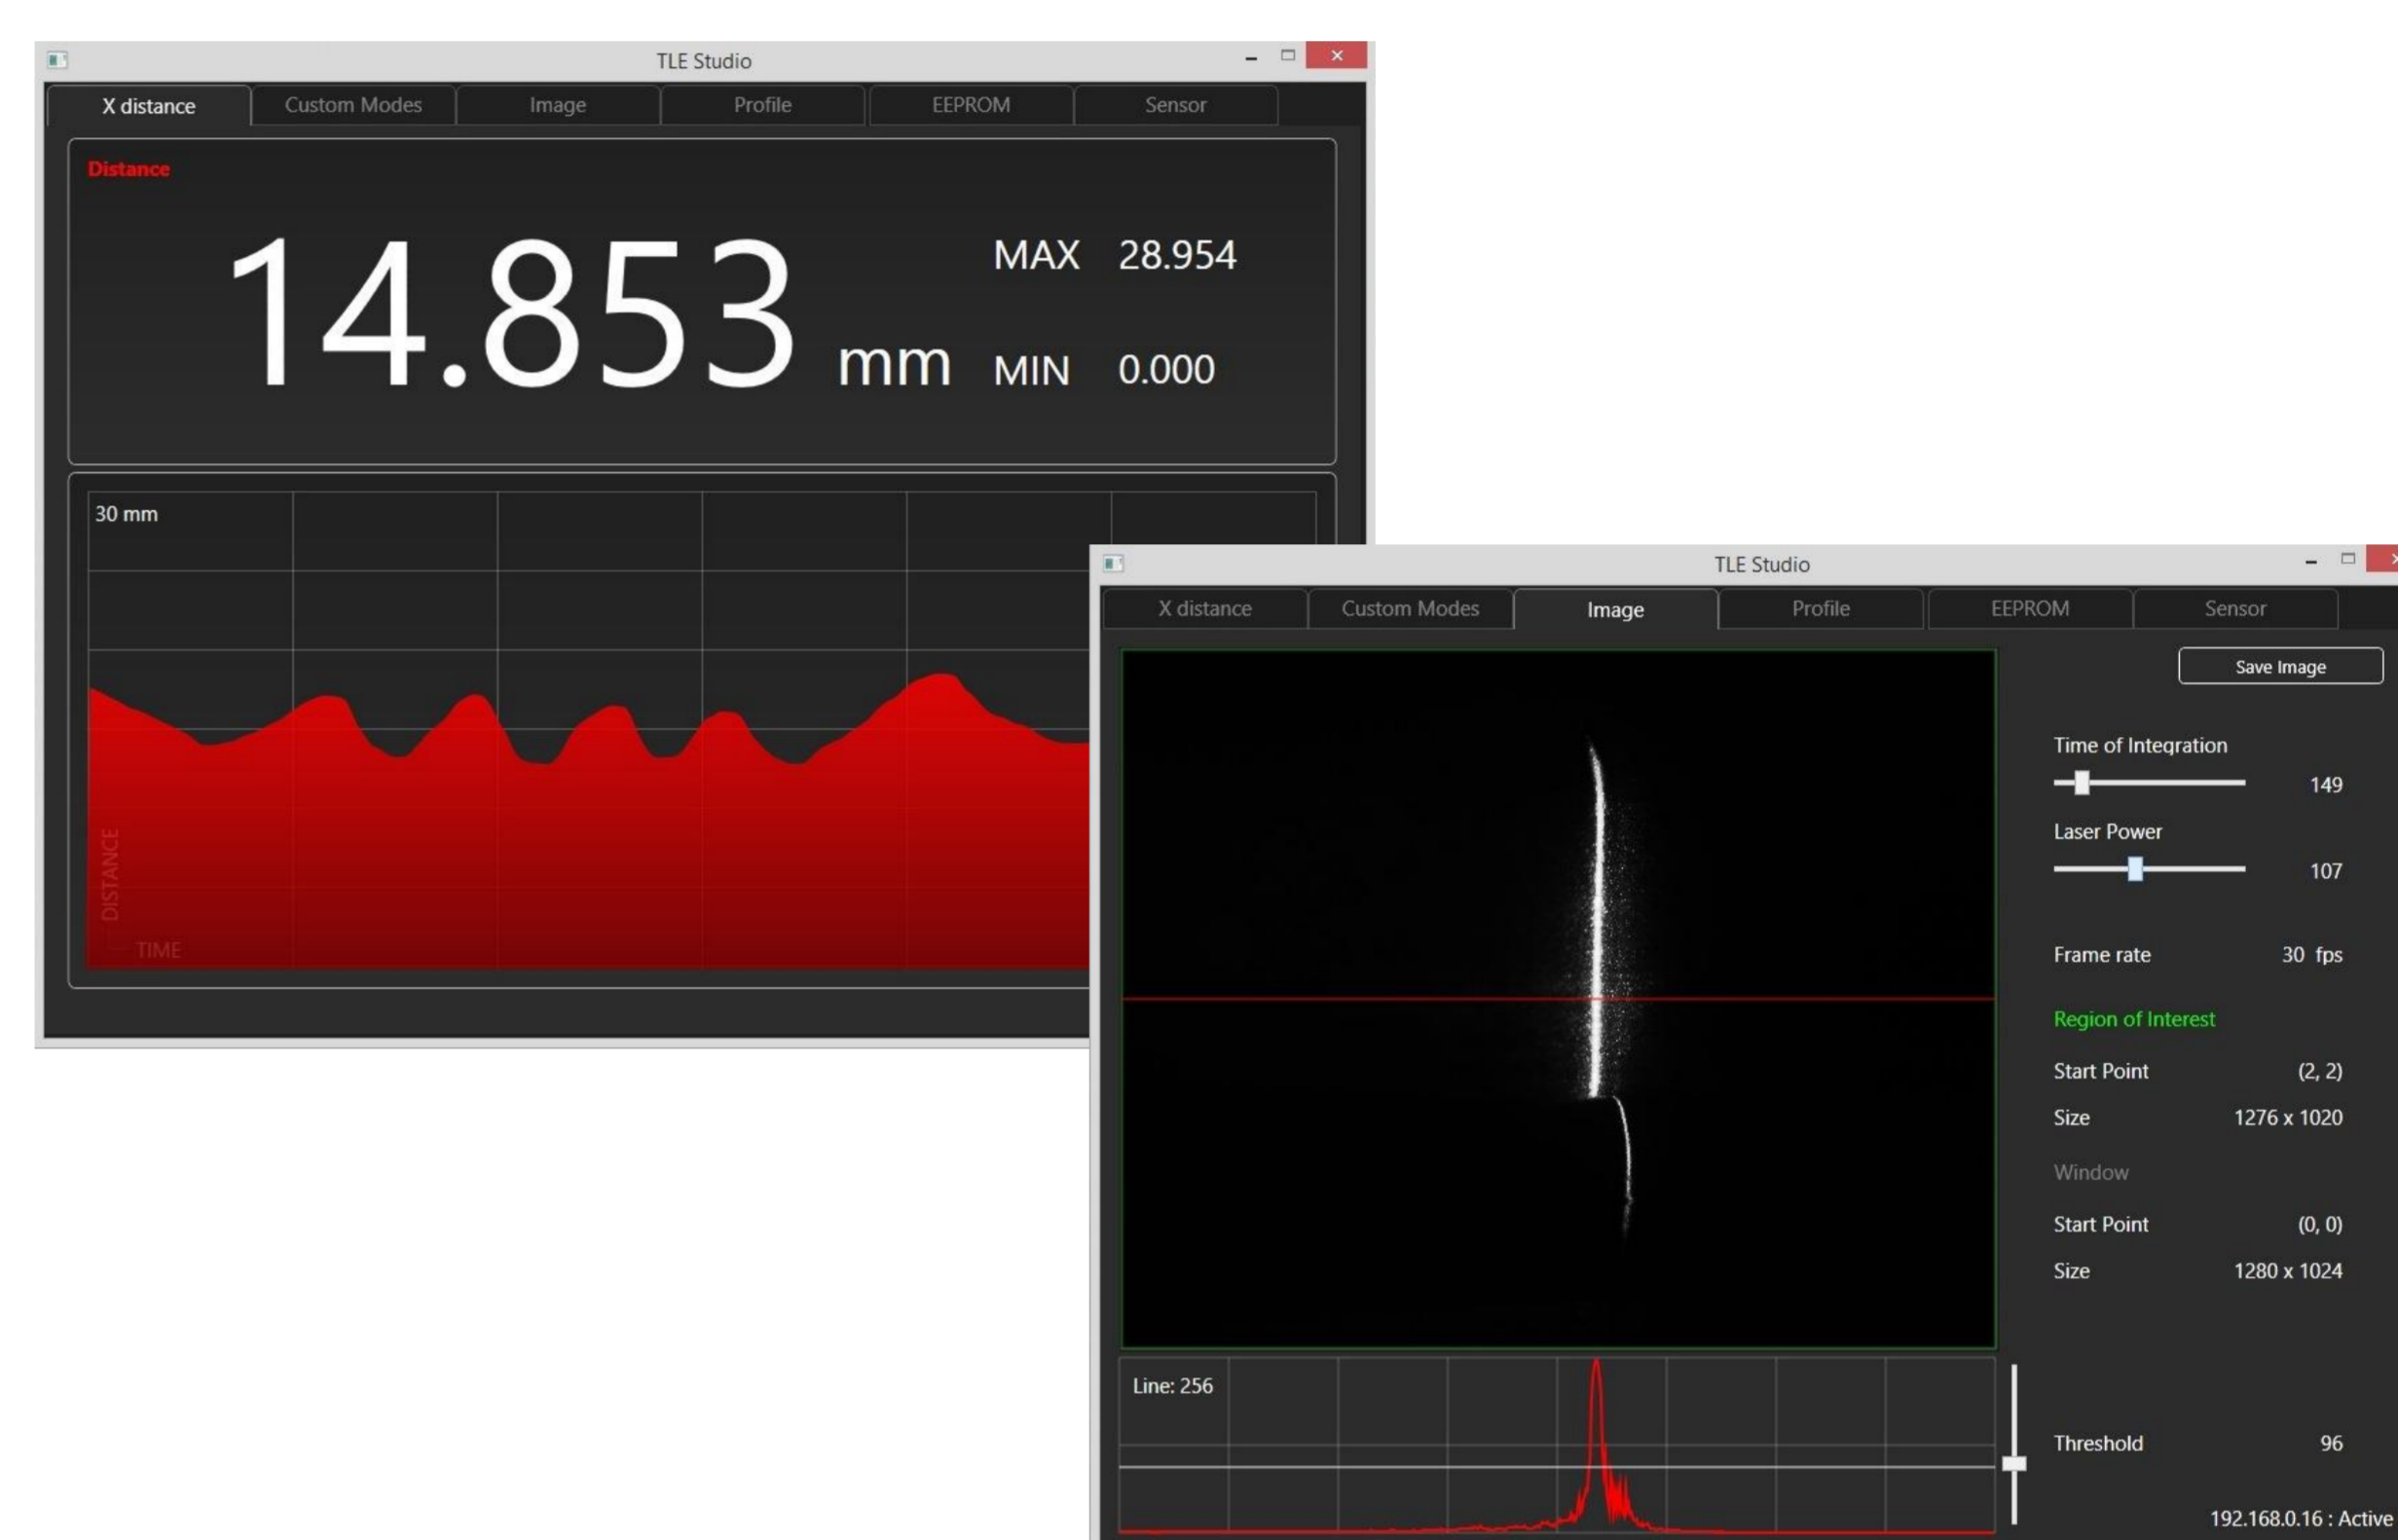 TLE Studio
X distance Custom Modes Image Profile EEPROM Sensor
Distance
14.853 mm
MAX 28.954
MIN 0.000
30 mm
DISTANCE
TIME
TLE Studio
X distance Custom Modes Image Profile EEPROM Sensor
Save Image
Time of Integration
149
Laser Power
107
Frame rate 30 fps
Region of Interest
Start Point (2, 2)
Size 1276 x 1020
Window
Start Point (0, 0)
Size 1280 x 1024
Line: 256
Threshold 96
192.168.0.16 : Active